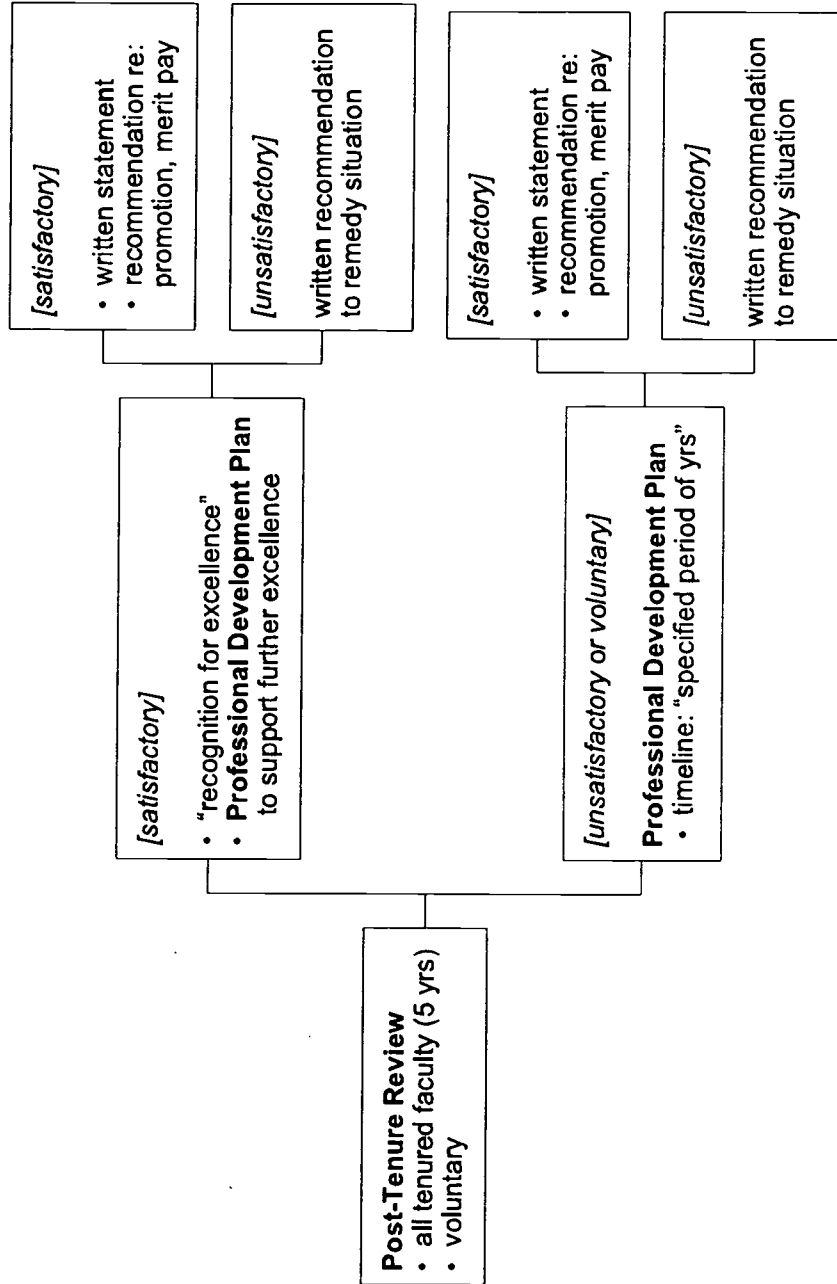 Post-Tenure Review
• all tenured faculty (5 yrs)
• voluntary
[satisfactory]
• "recognition for excellence"
• Professional Development Plan
to support further excellence
[unsatisfactory or voluntary]
Professional Development Plan
• timeline: "specified period of yrs"
[satisfactory]
• written statement
• recommendation re:
promotion, merit pay
[unsatisfactory]
written recommendation
to remedy situation
[satisfactory]
• written statement
• recommendation re:
promotion, merit pay
[unsatisfactory]
written recommendation
to remedy situation